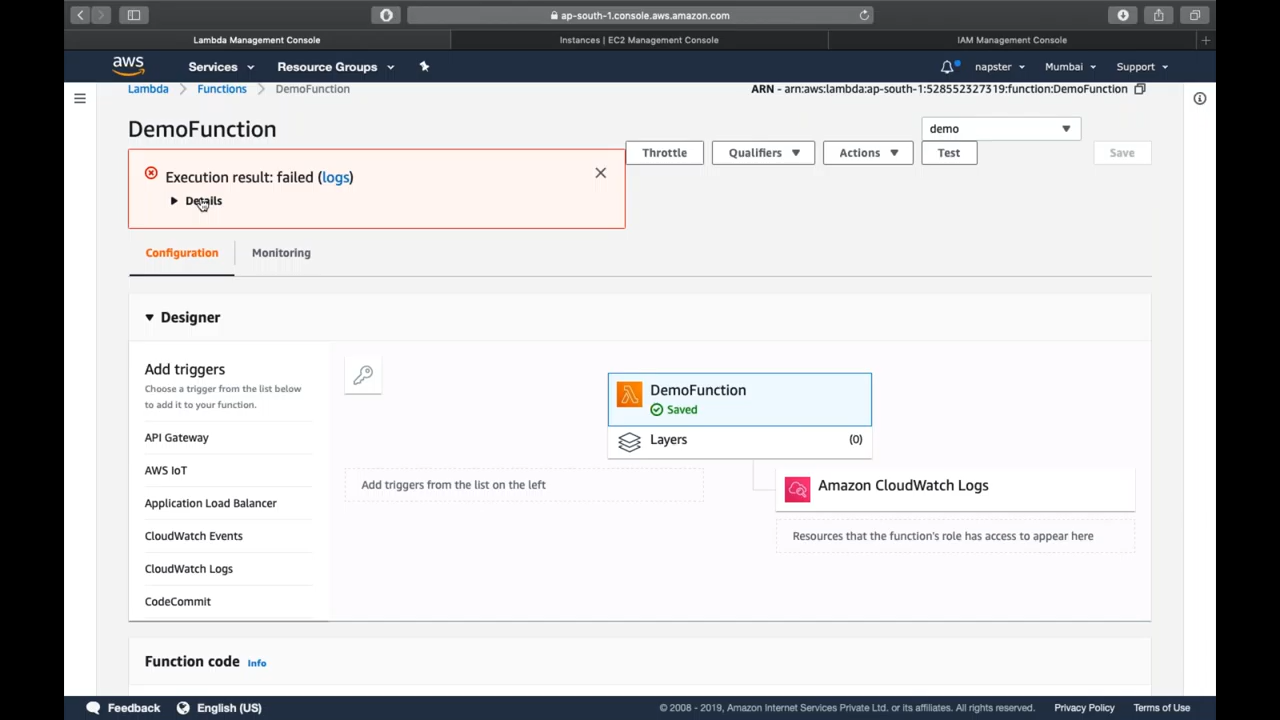 ap-south-1.console.aws.amazon.com
Lambda Management Console
Instances | EC2 Management Console
IAM Management Console
aws
Services
Resource Groups
napster
Mumbai
Support
Lambda
Functions
DemoFunction
ARN - arn:aws:lambda:ap-south-1:528552327319:function:DemoFunction
DemoFunction
demo
Throttle
Qualifiers
Actions
Test
Save
Execution result: failed (logs)
Details
Configuration
Monitoring
Designer
Add triggers
Choose a trigger from the list below
to add it to your function.
API Gateway
AWS IoT
Application Load Balancer
CloudWatch Events
CloudWatch Logs
CodeCommit
DemoFunction
Saved
Layers
(0)
Add triggers from the list on the left
Amazon CloudWatch Logs
Resources that the function's role has access to appear here
Function code Info
Feedback
English (US)
© 2008 - 2019, Amazon Internet Services Private Ltd. or its affiliates. All rights reserved.
Privacy Policy
Terms of Use